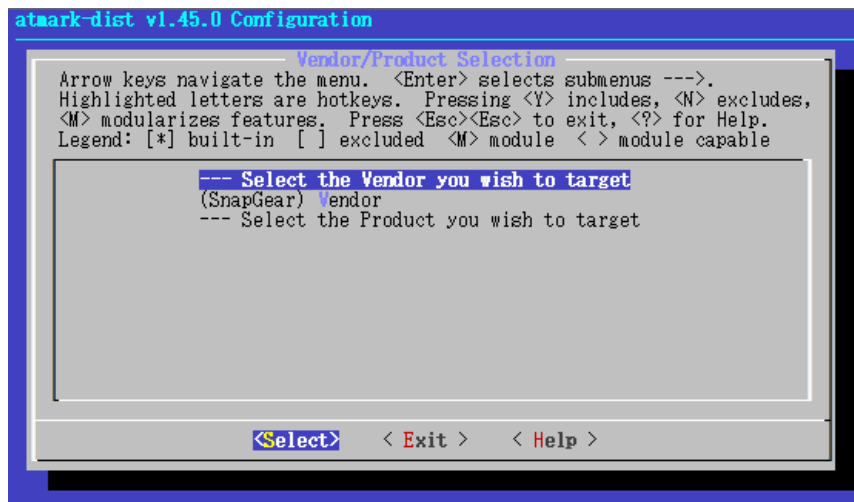 atmark-dist v1.45.0 Configuration
Vendor/Product Selection
Arrow keys navigate the menu.  <Enter> selects submenus --->.
Highlighted letters are hotkeys.  Pressing <Y> includes, <N> excludes,
<M> modularizes features.  Press <Esc><Esc> to exit, <?> for Help.
Legend: [*] built-in  [ ] excluded  <M> module  < > module capable
--- Select the Vendor you wish to target
(SnapGear) Vendor
--- Select the Product you wish to target
<Select>    < Exit >    < Help >